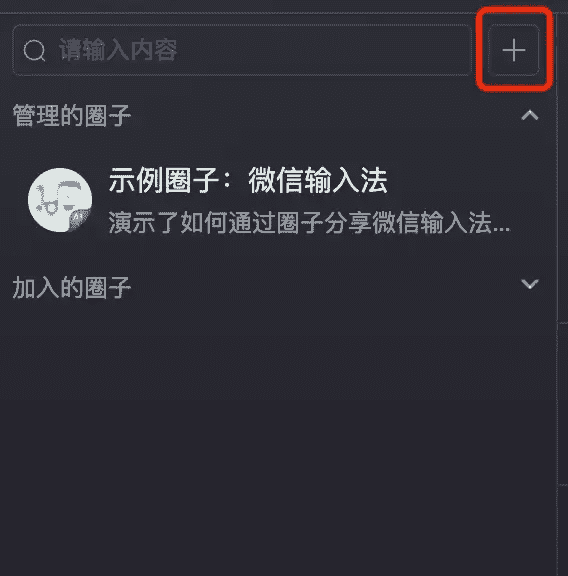 请输入内容
管理的圈子
示例圈子：微信输入法
演示了如何通过圈子分享微信输入法...
加入的圈子